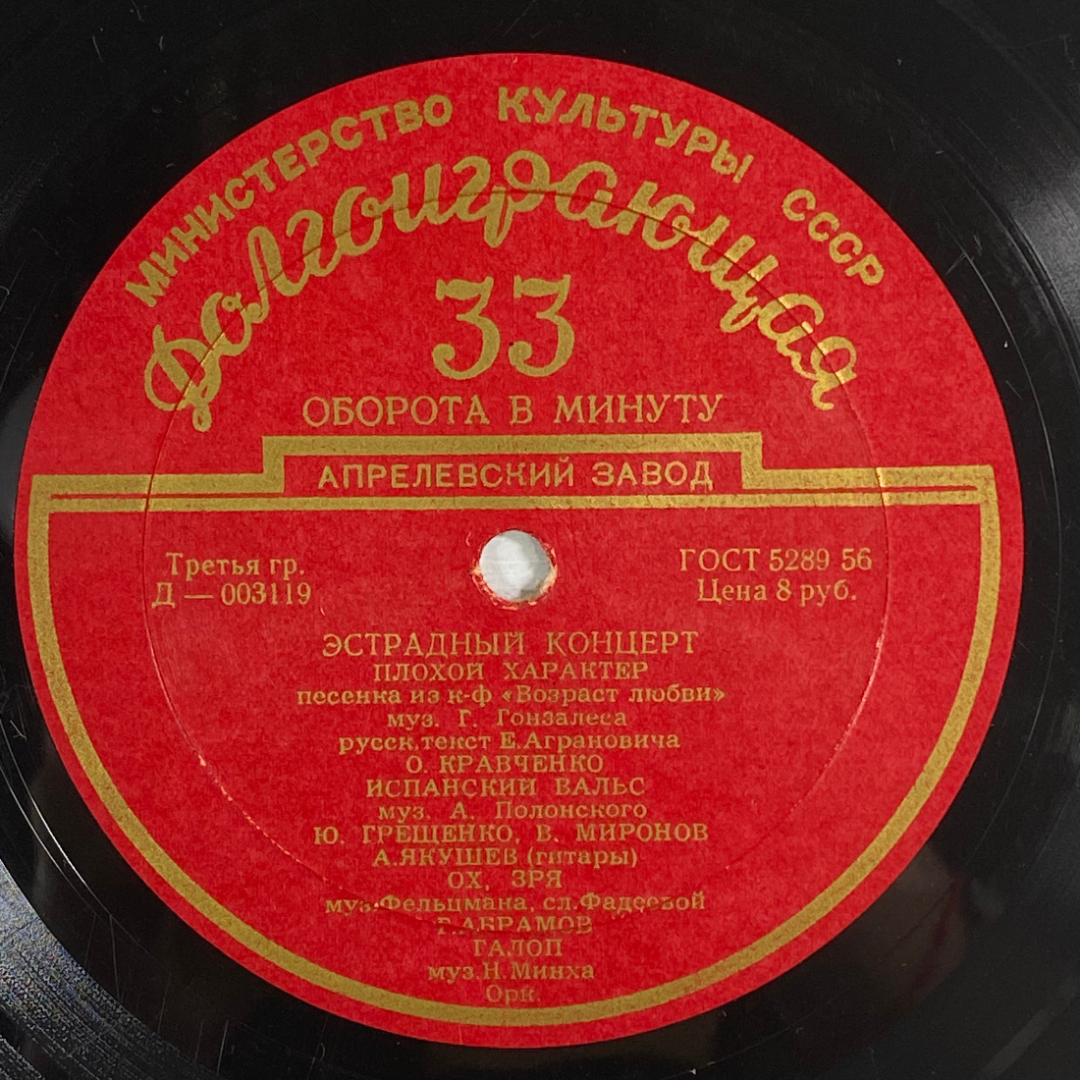 МИНИСТЕРСТВО КУЛЬТУРЫ СССР
Долгоиграющая
33
ОБОРОТА В МИНУТУ
АПРЕЛЕВСКИЙ ЗАВОД
Третья гр.
Д — 003119
ГОСТ 5289 56
Цена 8 руб.
ЭСТРАДНЫЙ КОНЦЕРТ
ПЛОХОЙ ХАРАКТЕР
песенка из к-ф «Возраст любви»
муз. Г. Гонзалеса
русск.текст Е.Аграновича
О. КРАВЧЕНКО
ИСПАНСКИЙ ВАЛЬС
муз. А. Полонского
Ю. ГРЕЩЕНКО, В. МИРОНОВ
А.ЯКУШЕВ (гитары)
ОХ, ЗРЯ
муз.Фельцмана, сл.Фадеевой
АБРАМОВ
ГАЛОП
муз.Н.Минха
Орк.